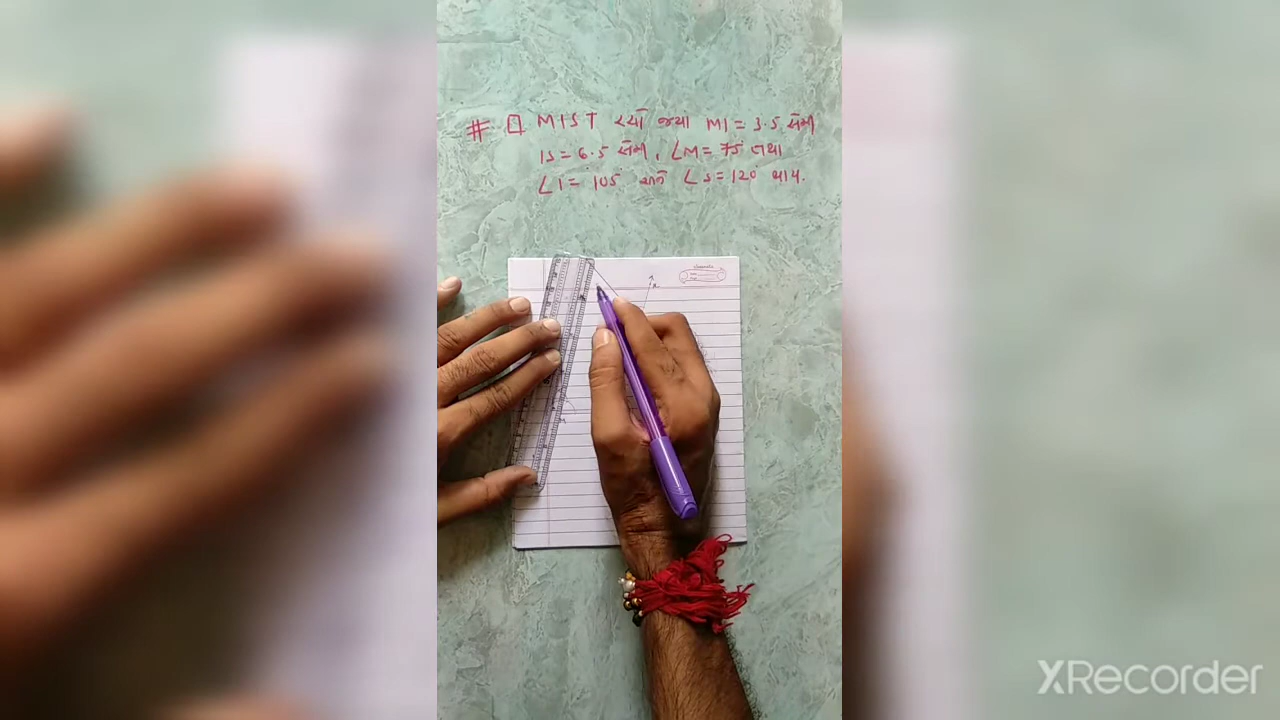 # □ MIST રચો જ્યાં MI = 3.5 સેમી
IS = 6.5 સેમી, ∠M = 75° તથા
∠I = 105° અને ∠S = 120° થાય.
XRecorder